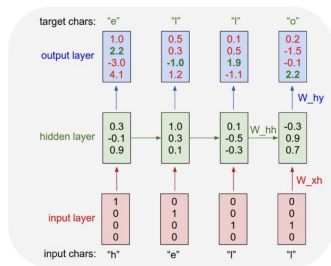 target chars: "e" "l" "l" "o"
output layer
1.0 0.5 0.1 0.2
2.2 0.3 0.5 -1.5
-3.0 -1.0 1.9 -0.1
4.1 1.2 -1.1 2.2
W_hy
hidden layer
0.3 1.0 0.1 -0.3
-0.1 0.3 -0.5 0.9
0.9 0.1 -0.3 0.7
W_hh
W_xh
input layer
1 0 0 0
0 1 0 0
0 0 1 1
0 0 0 0
input chars: "h" "e" "l" "l"